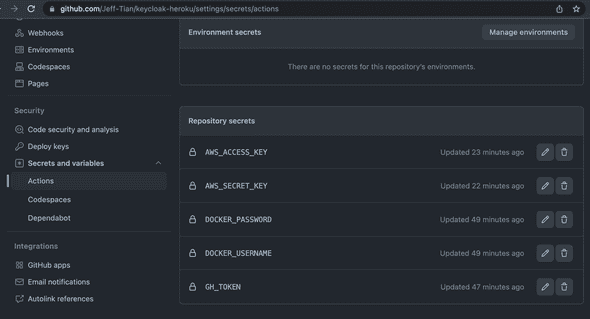 github.com/Jeff-Tian/keycloak-heroku/settings/secrets/actions
Webhooks
Environments
Codespaces
Pages
Security
Code security and analysis
Deploy keys
Secrets and variables
Actions
Codespaces
Dependabot
Integrations
GitHub apps
Email notifications
Autolink references
Environment secrets
Manage environments
There are no secrets for this repository's environments.
Repository secrets
AWS_ACCESS_KEY Updated 23 minutes ago
AWS_SECRET_KEY Updated 22 minutes ago
DOCKER_PASSWORD Updated 49 minutes ago
DOCKER_USERNAME Updated 49 minutes ago
GH_TOKEN Updated 47 minutes ago